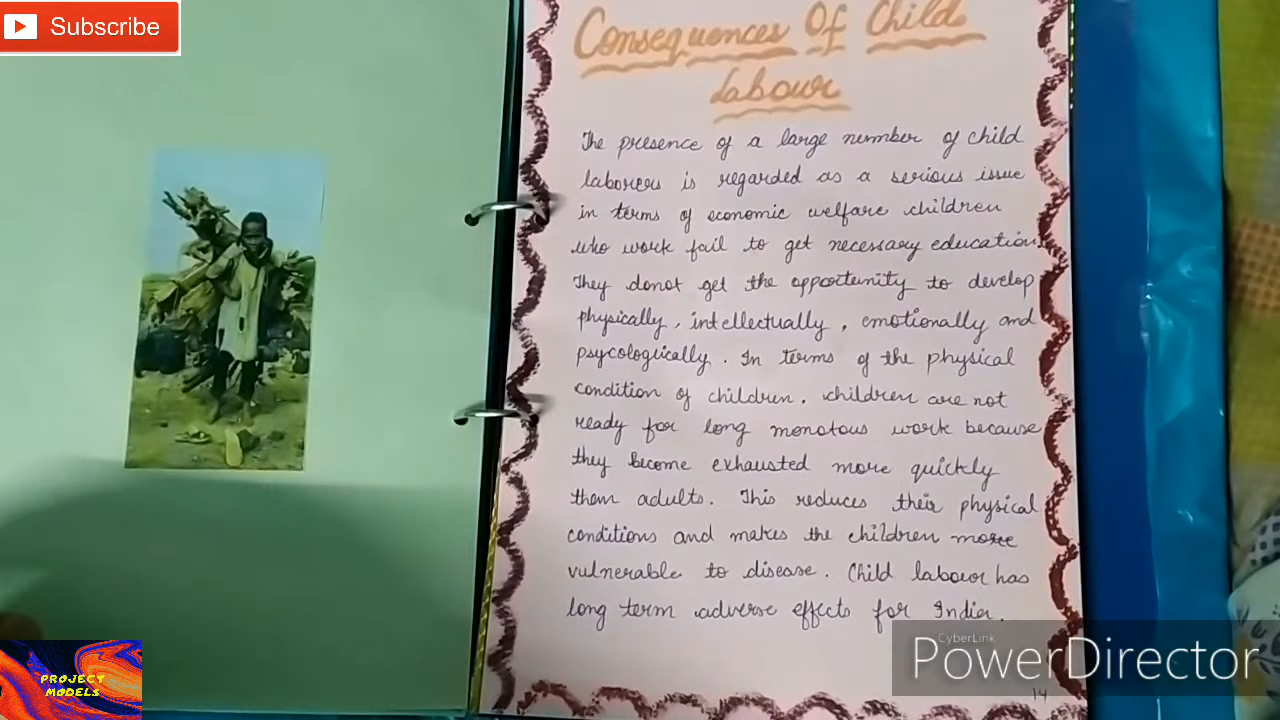 Subscribe
Consequences Of Child
Labour
The presence of a large number of child
laborers is regarded as a serious issue
in terms of economic welfare children
who work fail to get necessary education.
They donot get the opportunity to develop
physically, intellectually, emotionally and
psycologically. In terms of the physical
condition of children, children are not
ready for long monotous work because
they become exhausted more quickly
them adults. This reduces their physical
conditions and makes the children more
vulnerable to disease. Child labour has
long term adverse effects for India.
14
CyberLink
PowerDirector
PROJECT
MODELS